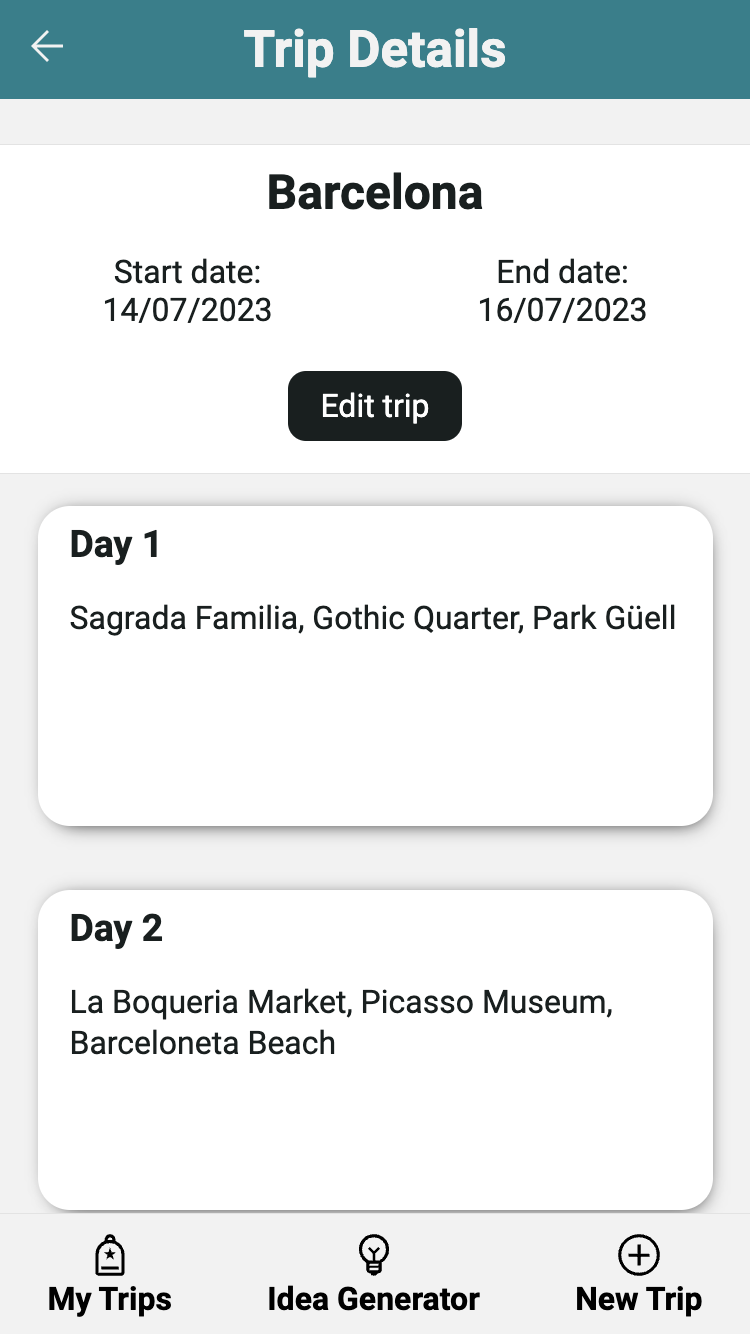 Trip Details
Barcelona
Start date:
14/07/2023
End date:
16/07/2023
Edit trip
Day 1
Sagrada Familia, Gothic Quarter, Park Güell
Day 2
La Boqueria Market, Picasso Museum,
Barceloneta Beach
My Trips
Idea Generator
New Trip